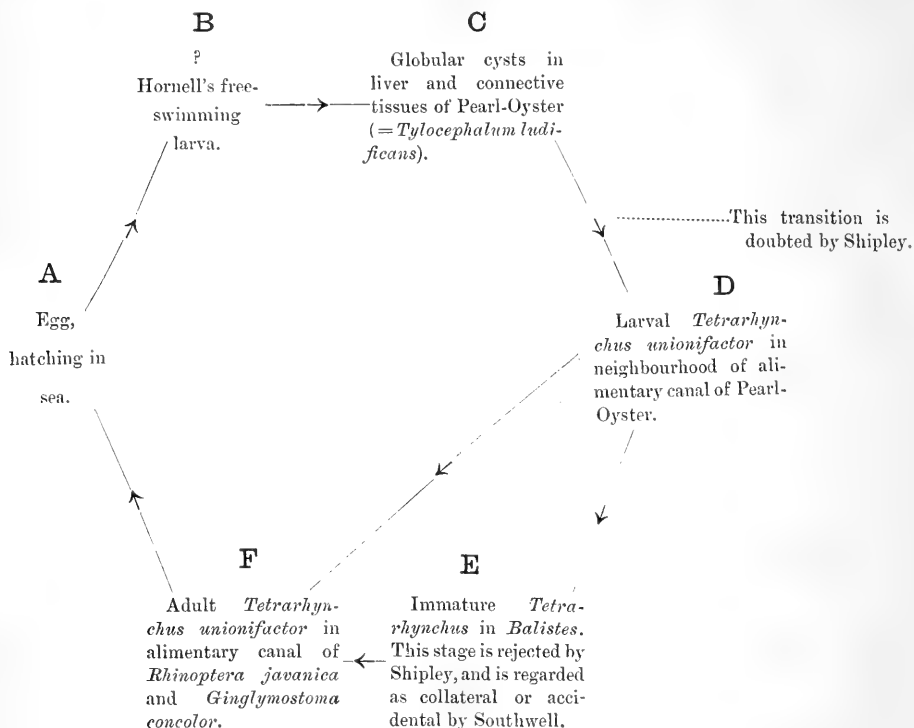 B
?
Hornell's free-
swimming
larva.
C
Globular cysts in
liver and connective
tissues of Pearl-Oyster
(= Tylocephalum ludi-
ficans).
This transition is
doubted by Shipley.
A
Egg,
hatching in
sea.
D
Larval Tetrarhyn-
chus unionifactor in
neighbourhood of ali-
mentary canal of Pearl-
Oyster.
F
Adult Tetrarhyn-
chus unionifactor in
alimentary canal of
Rhinoptera javanica
and Ginglymostoma
concolor.
E
Immature Tetra-
rhynchus in Balistes.
This stage is rejected by
Shipley, and is regarded
as collateral or acci-
dental by Southwell.